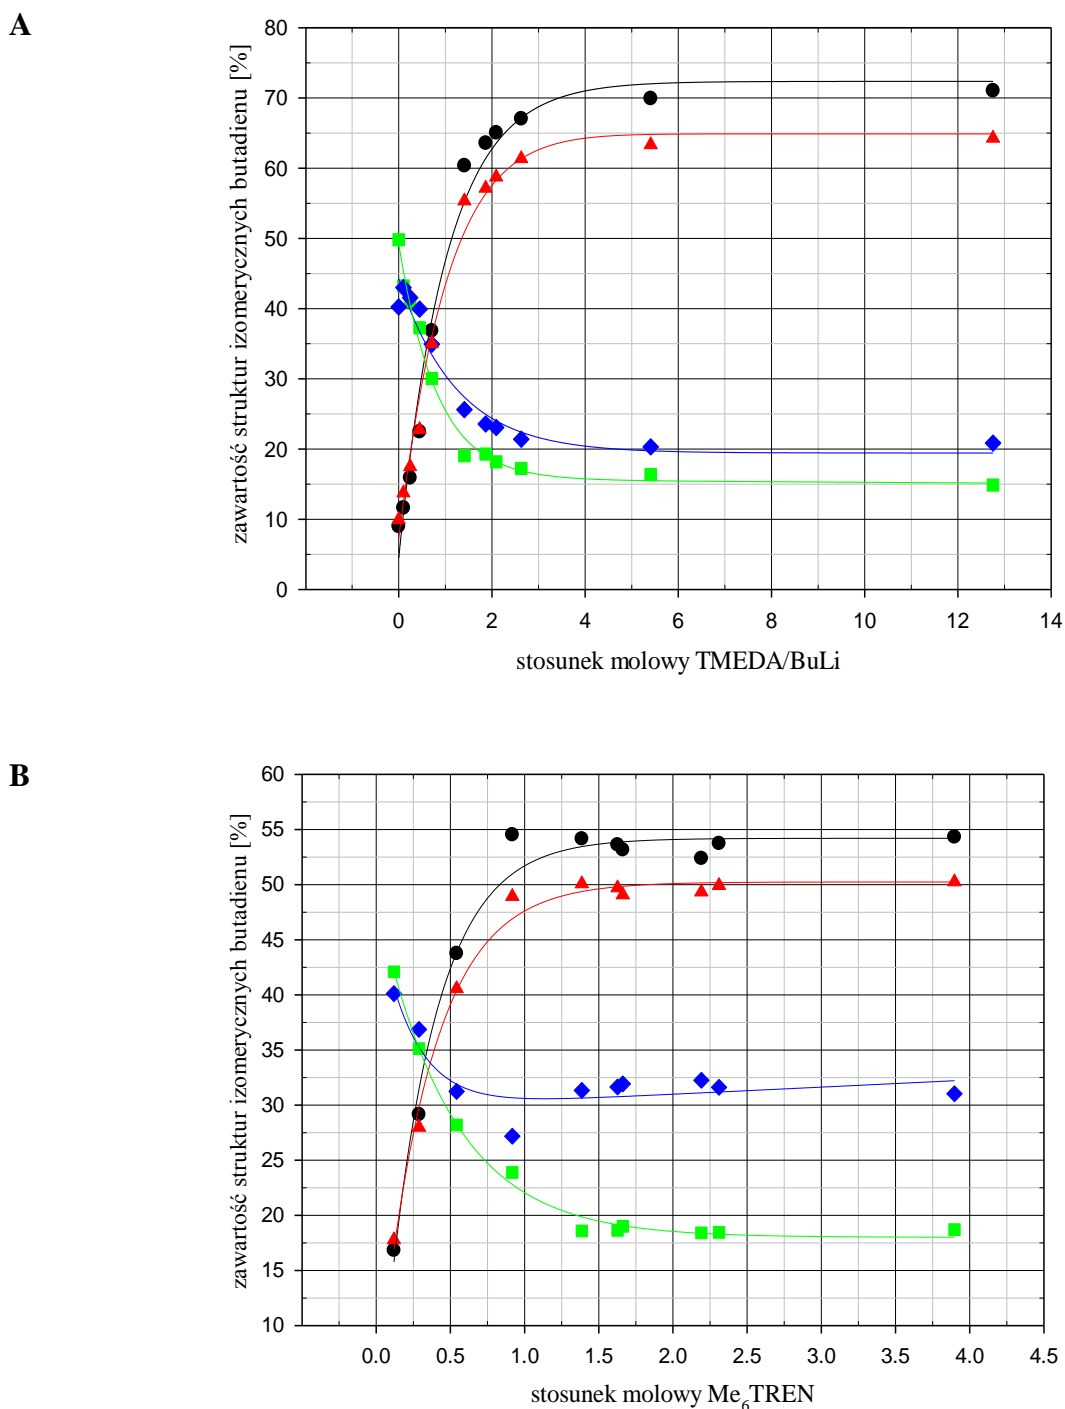 A
zawartość struktur izomerycznych butadienu [%]
80
70
60
50
40
30
20
10
0
0 2 4 6 8 10 12 14
stosunek molowy TMEDA/BuLi
B
zawartość struktur izomerycznych butadienu [%]
60
55
50
45
40
35
30
25
20
15
10
0.0 0.5 1.0 1.5 2.0 2.5 3.0 3.5 4.0 4.5
stosunek molowy Me₆TREN